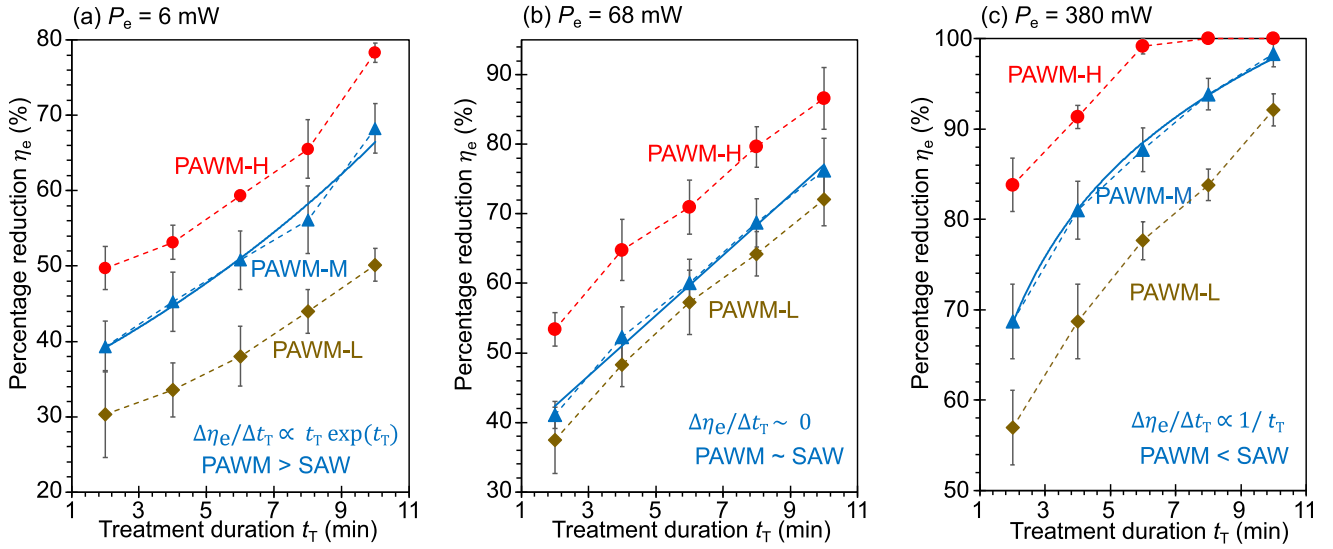 (a) Pe = 6 mW
Percentage reduction ηe (%)
80
70
60
50
40
30
20
PAWM-H
PAWM-M
PAWM-L
Δηe/ΔtT ∝ tT exp(tT)
PAWM > SAW
1 3 5 7 9 11
Treatment duration tT (min)
(b) Pe = 68 mW
Percentage reduction ηe (%)
90
80
70
60
50
40
30
PAWM-H
PAWM-M
PAWM-L
Δηe/ΔtT ~ 0
PAWM ~ SAW
1 3 5 7 9 11
Treatment duration tT (min)
(c) Pe = 380 mW
Percentage reduction ηe (%)
100
90
80
70
60
50
PAWM-H
PAWM-M
PAWM-L
Δηe/ΔtT ∝ 1/ tT
PAWM < SAW
1 3 5 7 9 11
Treatment duration tT (min)